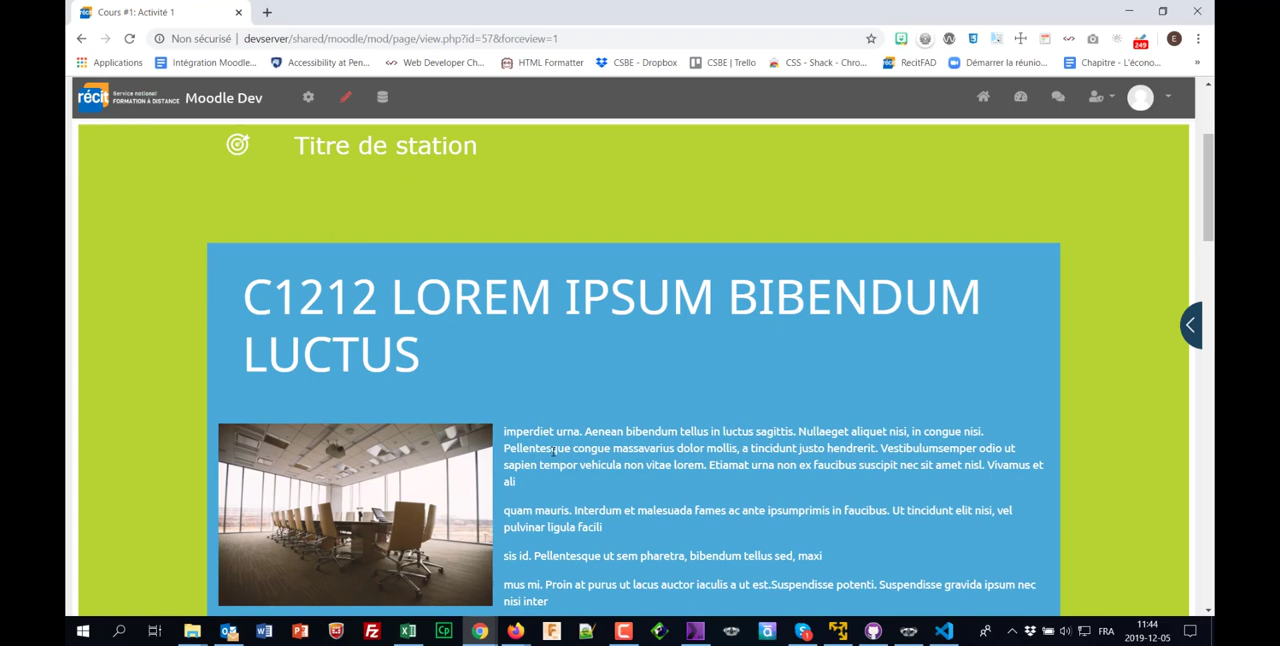 Cours #1: Activité 1
Non sécurisé | devserver/shared/moodle/mod/page/view.php?id=57&forceview=1
249
E
Applications
Intégration Moodle...
Accessibility at Pen...
Web Developer Ch...
HTML Formatter
CSBE - Dropbox
CSBE | Trello
CSS - Shack - Chro...
RecitFAD
Démarrer la réunio...
Chapitre - L'écono...
»
récit
Service national
FORMATION À DISTANCE
Moodle Dev
Titre de station
C1212 LOREM IPSUM BIBENDUM
LUCTUS
imperdiet urna. Aenean bibendum tellus in luctus sagittis. Nullaeget aliquet nisi, in congue nisi.
Pellentesque congue massavarius dolor mollis, a tincidunt justo hendrerit. Vestibulumsemper odio ut
sapien tempor vehicula non vitae lorem. Etiamat urna non ex faucibus suscipit nec sit amet nisl. Vivamus et
ali
quam mauris. Interdum et malesuada fames ac ante ipsumprimis in faucibus. Ut tincidunt elit nisi, vel
pulvinar ligula facili
sis id. Pellentesque ut sem pharetra, bibendum tellus sed, maxi
mus mi. Proin at purus ut lacus auctor iaculis a ut est.Suspendisse potenti. Suspendisse gravida ipsum nec
nisi inter
FRA
11:44
2019-12-05